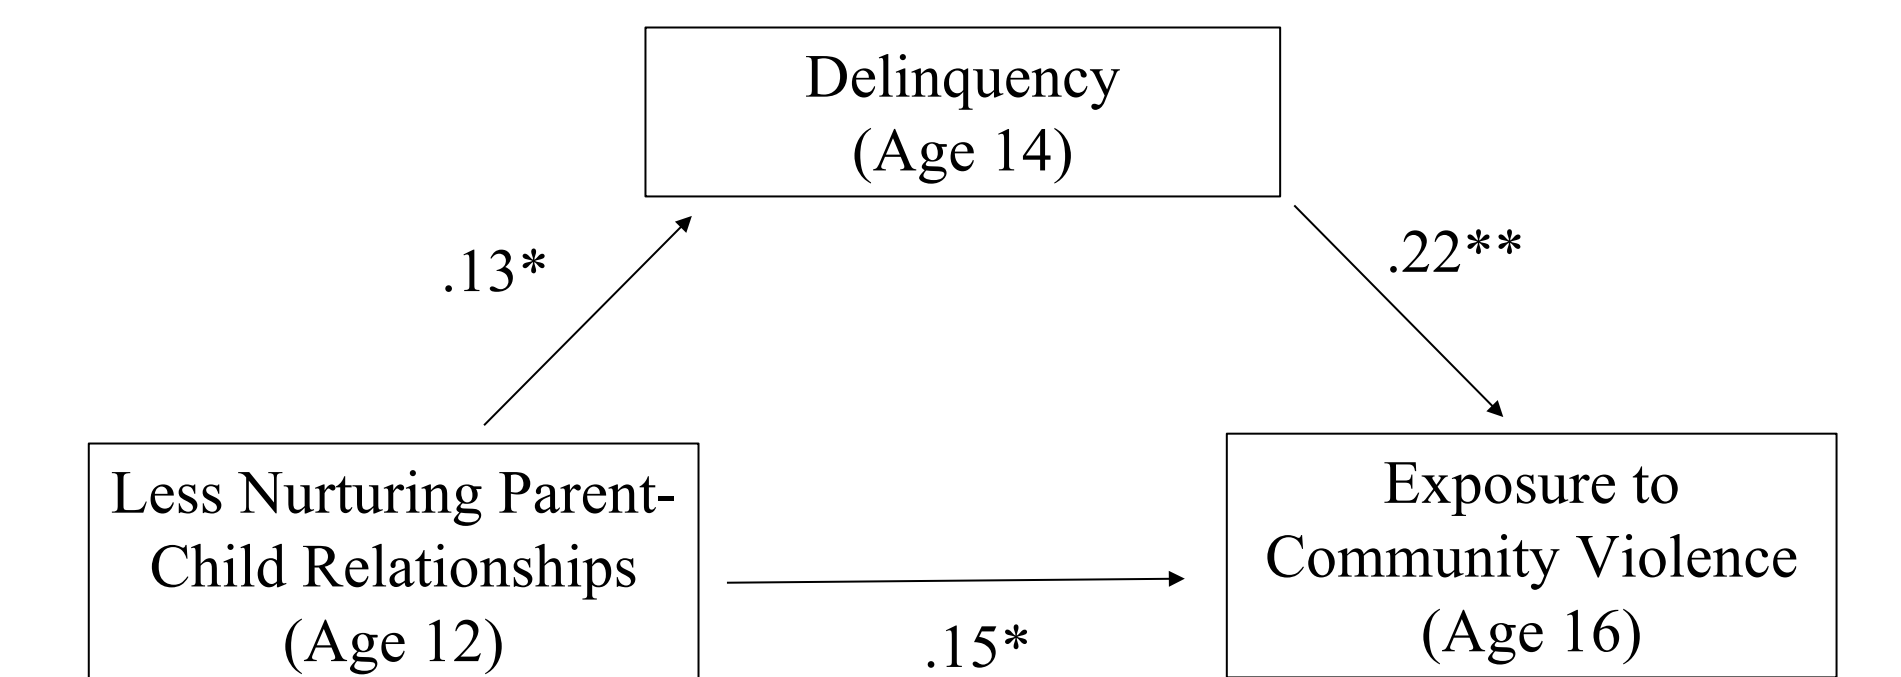 Delinquency
(Age 14)
.13*
.22**
Less Nurturing Parent-
Child Relationships
(Age 12)
.15*
Exposure to
Community Violence
(Age 16)